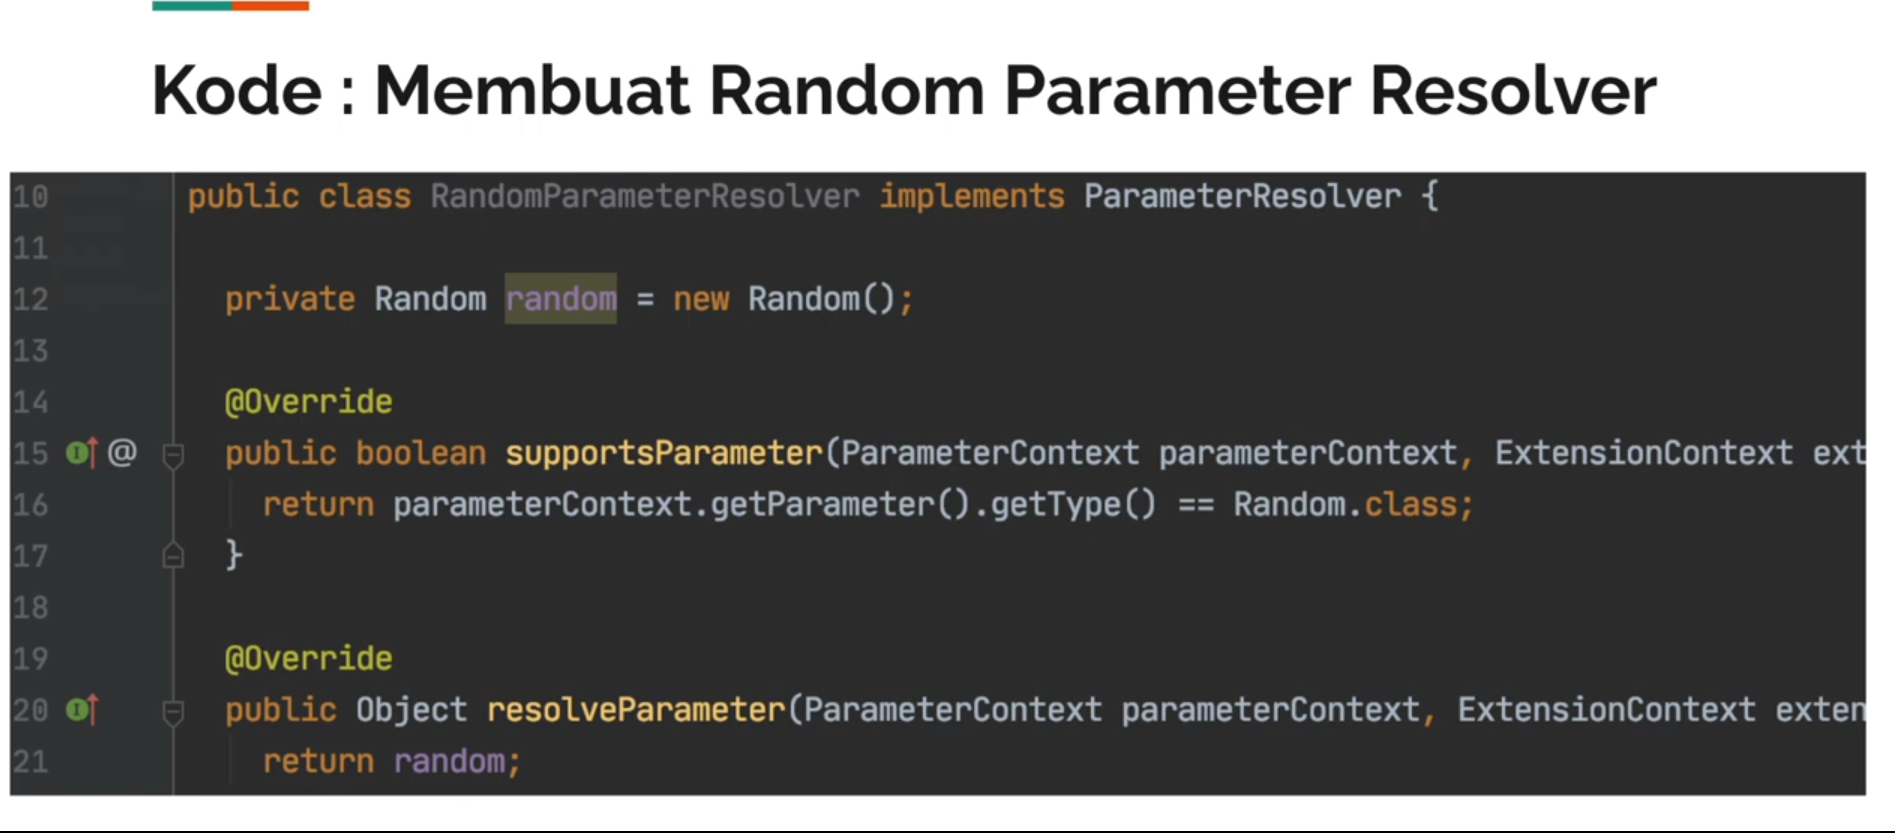 Kode : Membuat Random Parameter Resolver
10 public class RandomParameterResolver implements ParameterResolver {
11
12 private Random random = new Random();
13
14 @Override
15 @ public boolean supportsParameter(ParameterContext parameterContext, ExtensionContext ext
16 return parameterContext.getParameter().getType() == Random.class;
17 }
18
19 @Override
20 public Object resolveParameter(ParameterContext parameterContext, ExtensionContext exten
21 return random;